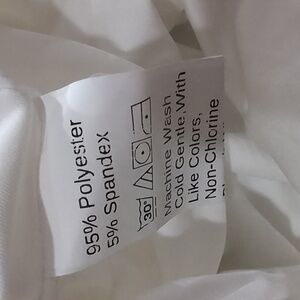 95% Polyester
5% Spandex
30°
Machine Wash
Cold Gentle,With
Like Colors,
Non-Chlorine